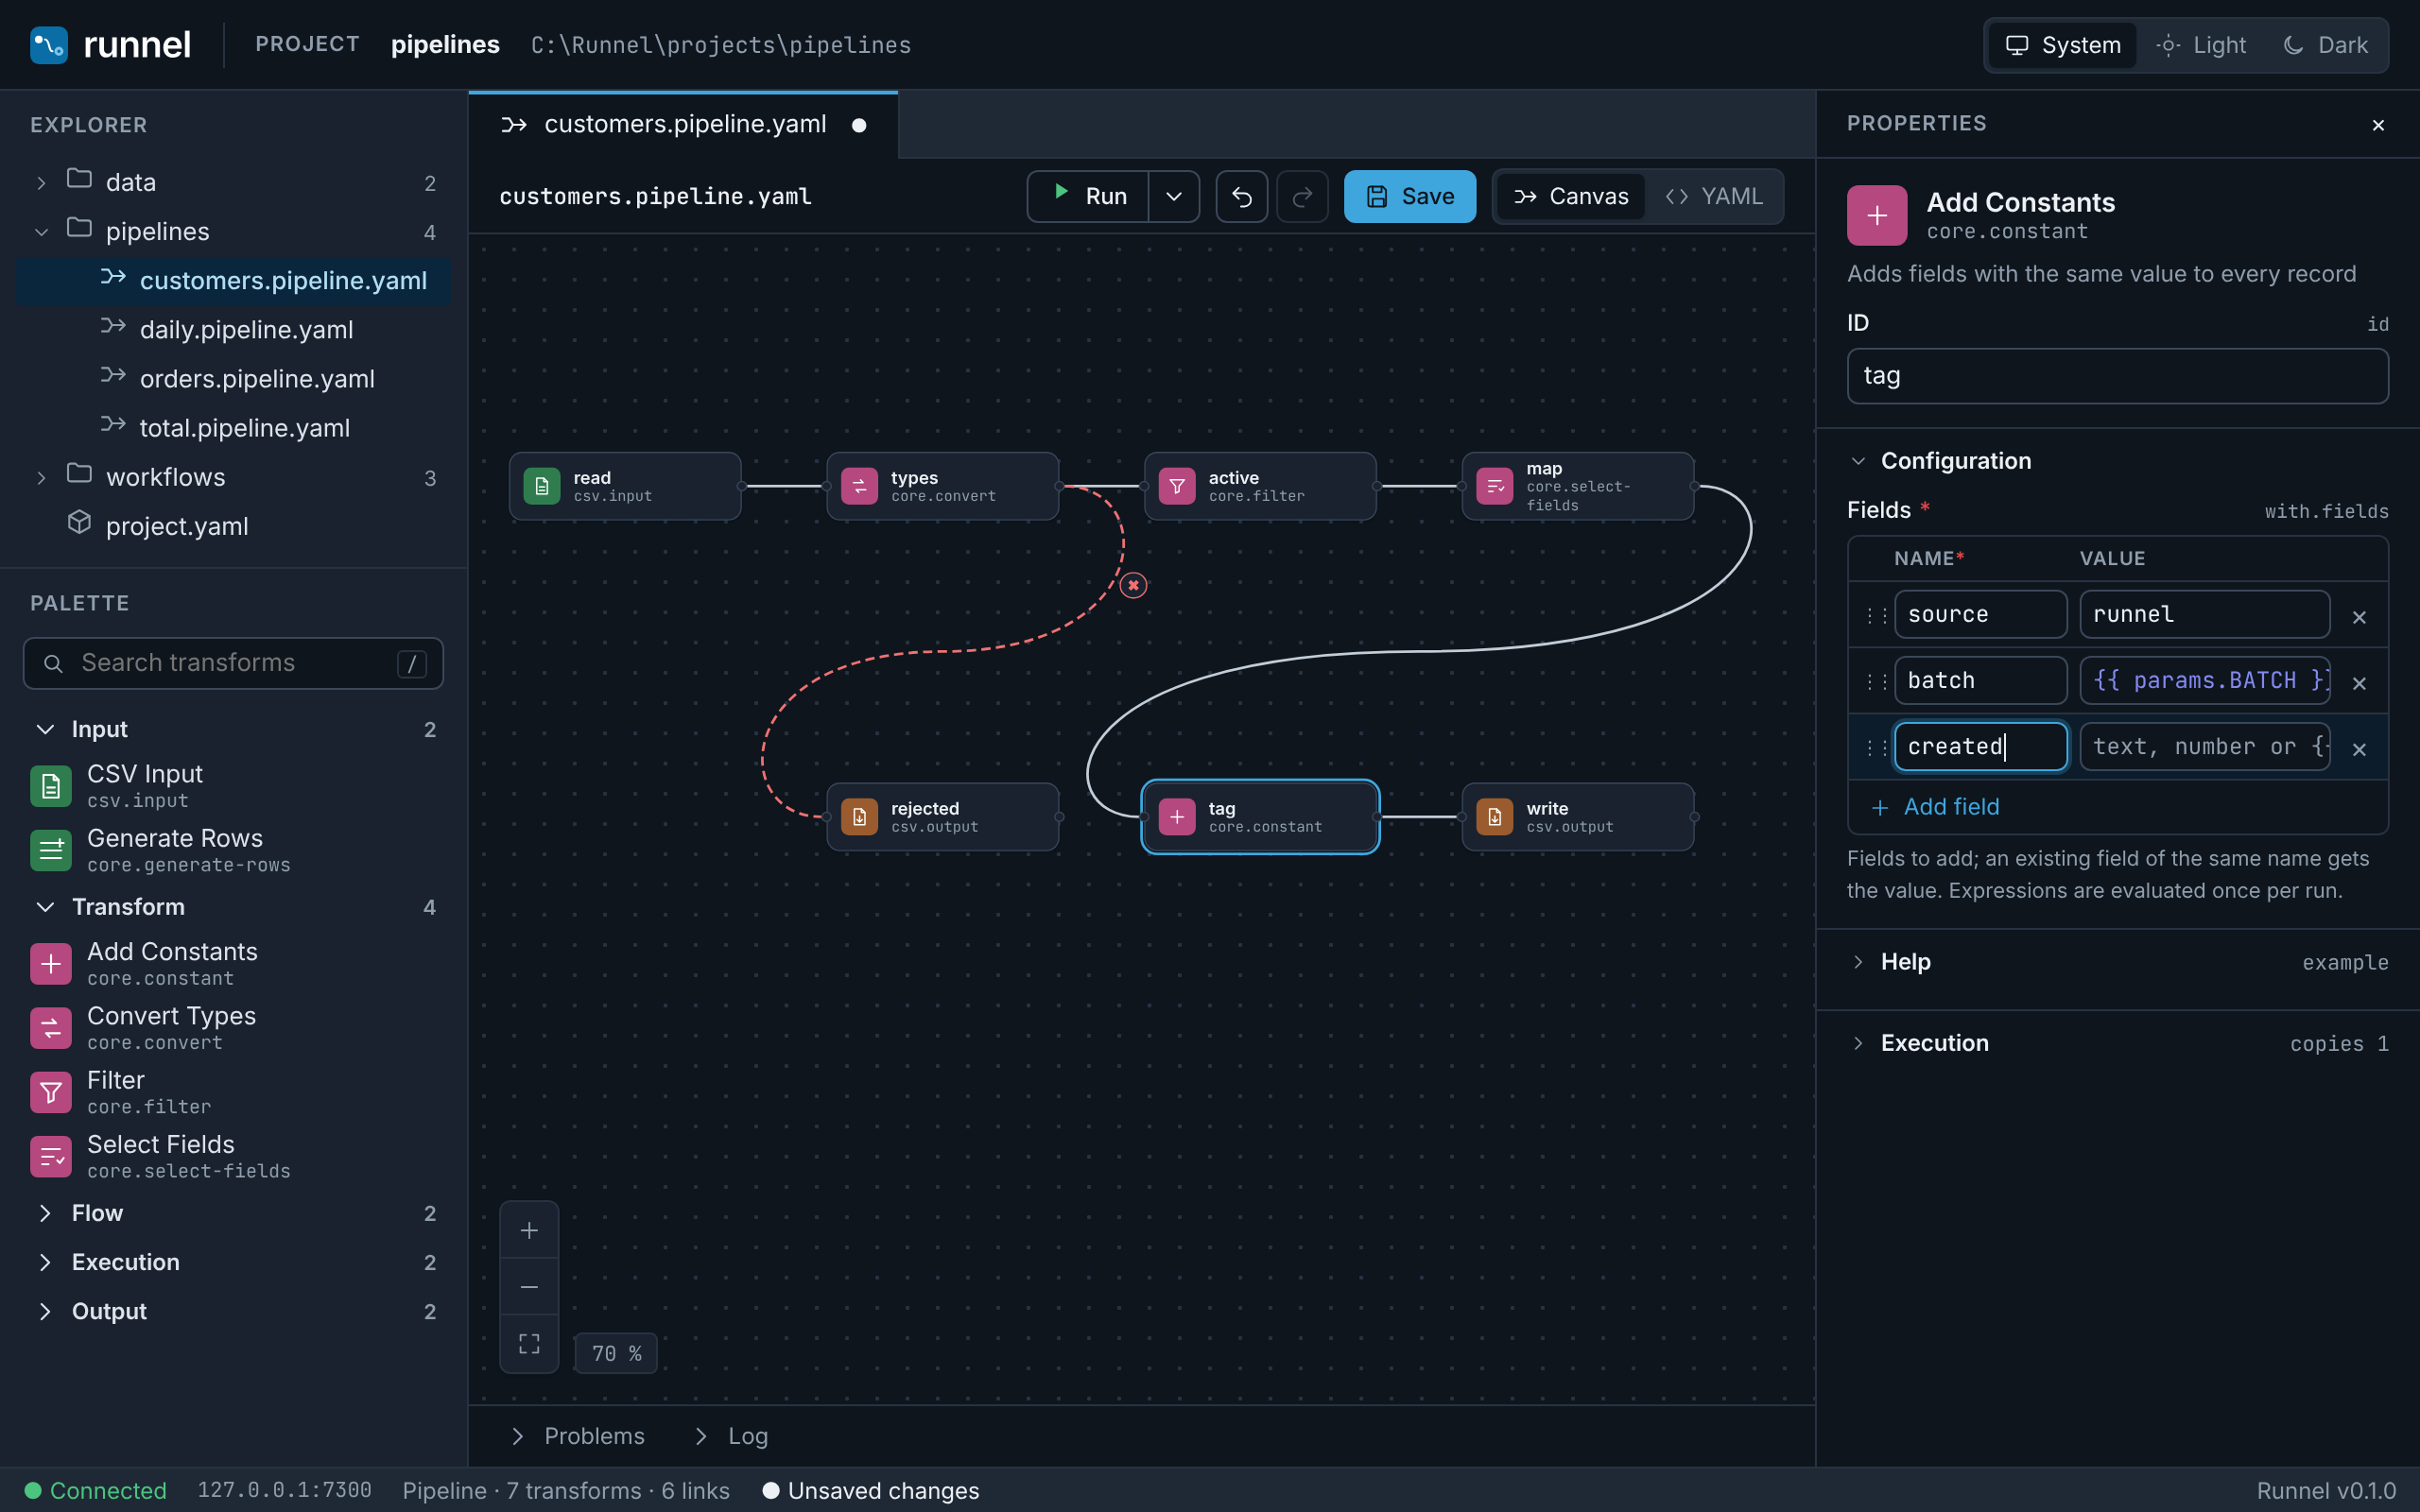 runnel
PROJECT
pipelines
C:\Runnel\projects\pipelines
System
Light
Dark
EXPLORER
data 2
pipelines 4
customers.pipeline.yaml
daily.pipeline.yaml
orders.pipeline.yaml
total.pipeline.yaml
workflows 3
project.yaml
PALETTE
Search transforms /
Input 2
CSV Input
csv.input
Generate Rows
core.generate-rows
Transform 4
Add Constants
core.constant
Convert Types
core.convert
Filter
core.filter
Select Fields
core.select-fields
Flow 2
Execution 2
Output 2
customers.pipeline.yaml
customers.pipeline.yaml
Run
Save
Canvas
YAML
read
csv.input
types
core.convert
active
core.filter
map
core.select-
fields
rejected
csv.output
tag
core.constant
write
csv.output
70 %
Problems
Log
PROPERTIES
Add Constants
core.constant
Adds fields with the same value to every record
ID id
tag
Configuration
Fields * with.fields
NAME* VALUE
source runnel
batch {{ params.BATCH }
created text, number or {
Add field
Fields to add; an existing field of the same name gets
the value. Expressions are evaluated once per run.
Help example
Execution copies 1
Connected
127.0.0.1:7300
Pipeline · 7 transforms · 6 links
Unsaved changes
Runnel v0.1.0